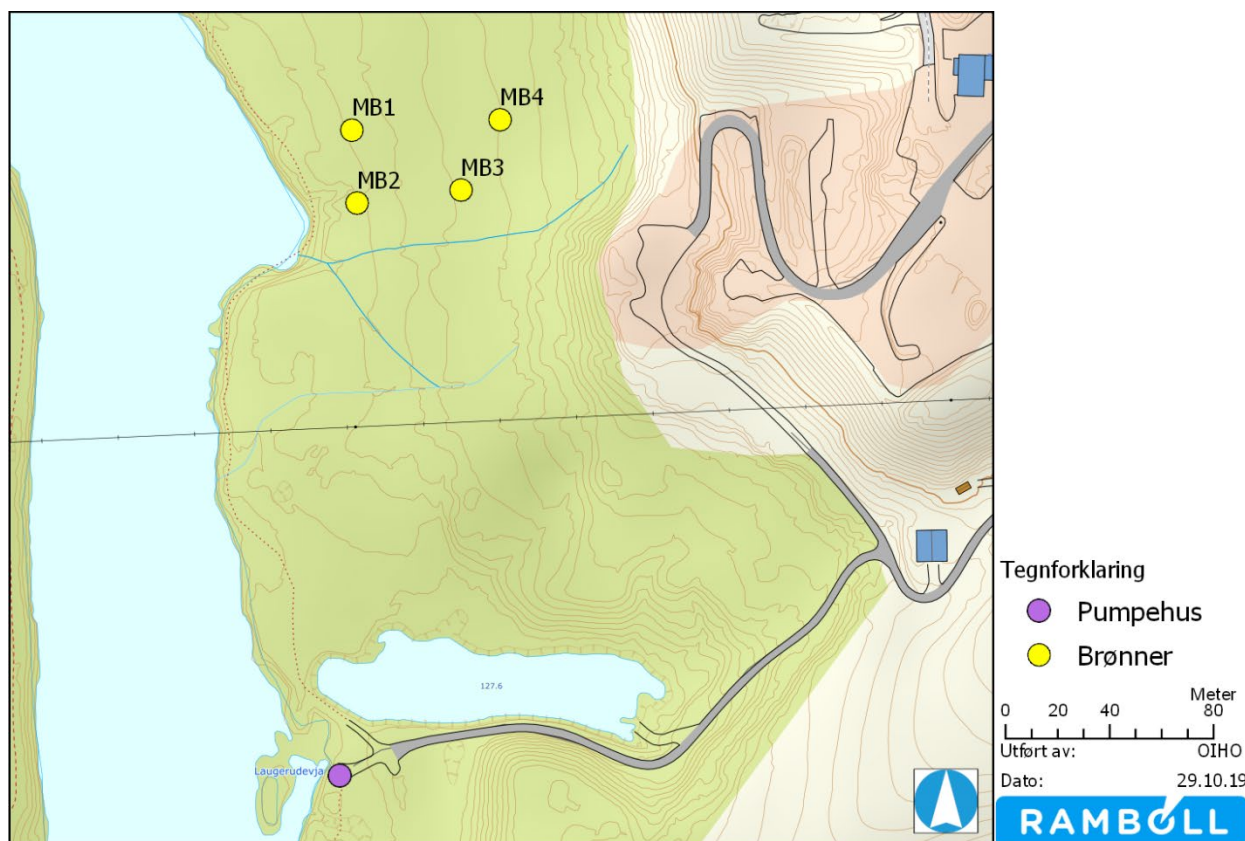 MB1
MB4
MB2
MB3
127.6
Laugerudevja
Tegnforklaring
Pumpehus
Brønner
Meter
0 20 40 80
Utført av: OIHO
Dato: 29.10.19
RAMBOLL